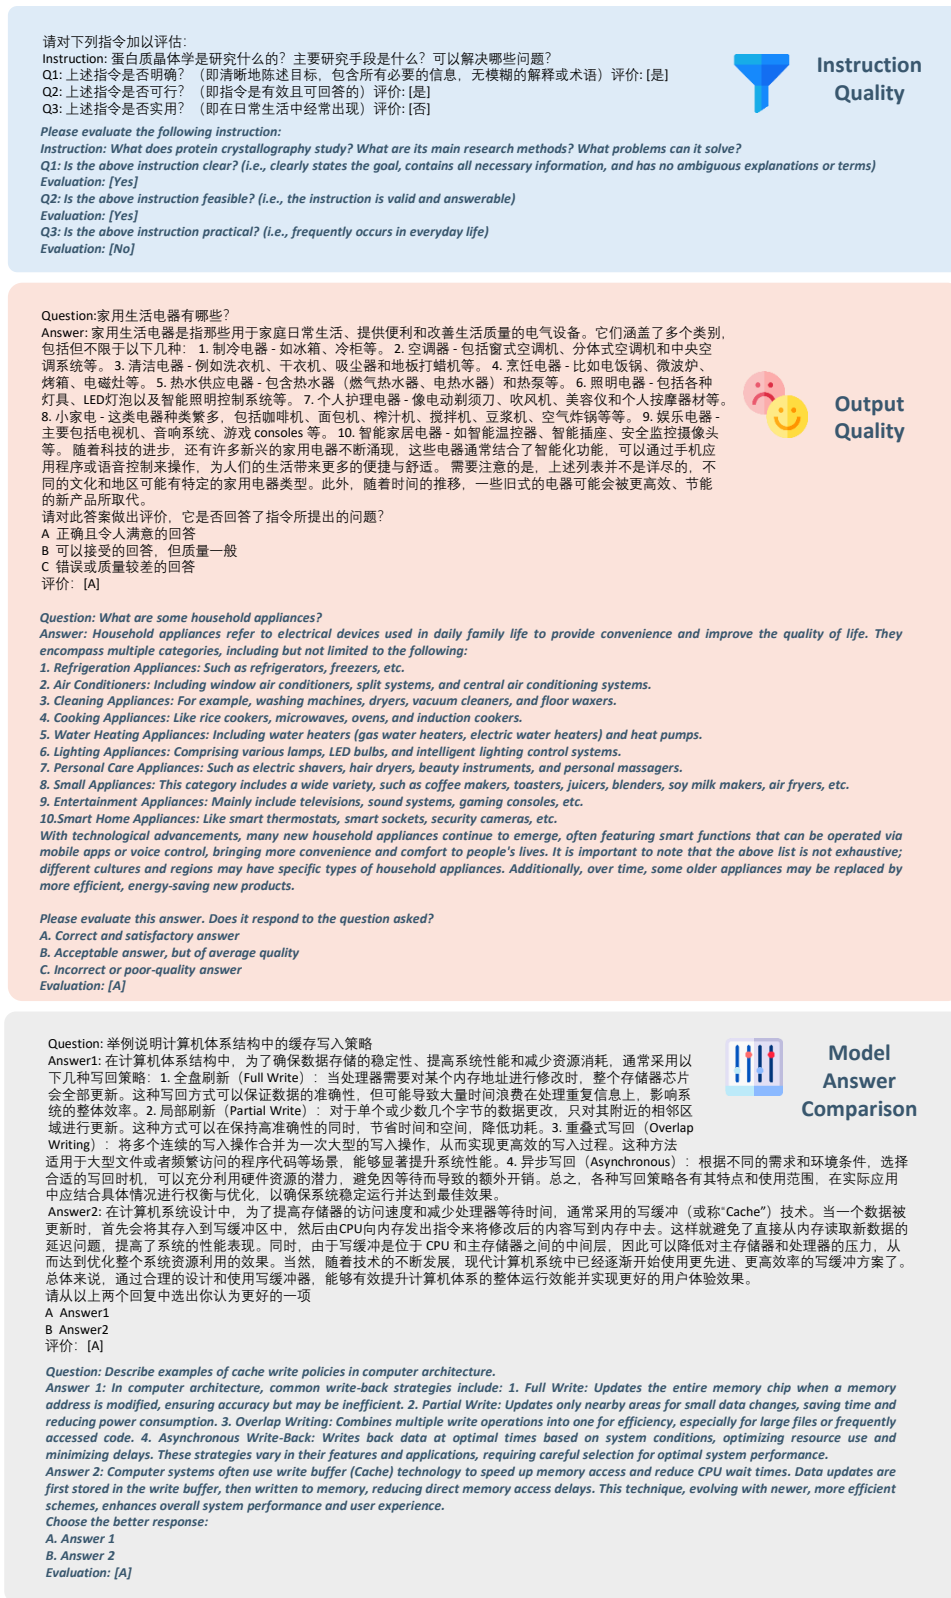 请对下列指令加以评估:
Instruction: 蛋白质晶体学是研究什么的？主要研究手段是什么？可以解决哪些问题？
Q1: 上述指令是否明确？（即清晰地陈述目标，包含所有必要的信息，无模糊的解释或术语）评价: [是]
Q2: 上述指令是否可行？（即指令是有效且可回答的）评价: [是]
Q3: 上述指令是否实用？（即在日常生活中经常出现）评价: [否]
Instruction
Quality
Please evaluate the following instruction:
Instruction: What does protein crystallography study? What are its main research methods? What problems can it solve?
Q1: Is the above instruction clear? (i.e., clearly states the goal, contains all necessary information, and has no ambiguous explanations or terms)
Evaluation: [Yes]
Q2: Is the above instruction feasible? (i.e., the instruction is valid and answerable)
Evaluation: [Yes]
Q3: Is the above instruction practical? (i.e., frequently occurs in everyday life)
Evaluation: [No]
Question:家用生活电器有哪些？
Answer: 家用生活电器是指那些用于家庭日常生活、提供便利和改善生活质量的电气设备。它们涵盖了多个类别，
包括但不限于以下几种： 1. 制冷电器 - 如冰箱、冷柜等。 2. 空调器 - 包括窗式空调机、分体式空调机和中央空
调系统等。 3. 清洁电器 - 例如洗衣机、干衣机、吸尘器和地板打蜡机等。 4. 烹饪电器 - 比如电饭锅、微波炉、
烤箱、电磁灶等。 5. 热水供应电器 - 包含热水器（燃气热水器、电热水器）和热泵等。 6. 照明电器 - 包括各种
灯具、LED灯泡以及智能照明控制系统等。 7. 个人护理电器 - 像电动剃须刀、吹风机、美容仪和个人按摩器材等。
8. 小家电 - 这类电器种类繁多，包括咖啡机、面包机、榨汁机、搅拌机、豆浆机、空气炸锅等等。 9. 娱乐电器 -
主要包括电视机、音响系统、游戏 consoles 等。 10. 智能家居电器 - 如智能温控器、智能插座、安全监控摄像头
等。 随着科技的进步，还有许多新兴的家用电器不断涌现，这些电器通常结合了智能化功能，可以通过手机应
用程序或语音控制来操作，为人们的生活带来更多的便捷与舒适。 需要注意的是，上述列表并不是详尽的，不
同的文化和地区可能有特定的家用电器类型。此外，随着时间的推移，一些旧式的电器可能会被更高效、节能
的新产品所取代。
请对此答案做出评价，它是否回答了指令所提出的问题？
A 正确且令人满意的回答
B 可以接受的回答，但质量一般
C 错误或质量较差的回答
评价：[A]
Output
Quality
Question: What are some household appliances?
Answer: Household appliances refer to electrical devices used in daily family life to provide convenience and improve the quality of life. They
encompass multiple categories, including but not limited to the following:
1. Refrigeration Appliances: Such as refrigerators, freezers, etc.
2. Air Conditioners: Including window air conditioners, split systems, and central air conditioning systems.
3. Cleaning Appliances: For example, washing machines, dryers, vacuum cleaners, and floor waxers.
4. Cooking Appliances: Like rice cookers, microwaves, ovens, and induction cookers.
5. Water Heating Appliances: Including water heaters (gas water heaters, electric water heaters) and heat pumps.
6. Lighting Appliances: Comprising various lamps, LED bulbs, and intelligent lighting control systems.
7. Personal Care Appliances: Such as electric shavers, hair dryers, beauty instruments, and personal massagers.
8. Small Appliances: This category includes a wide variety, such as coffee makers, toasters, juicers, blenders, soy milk makers, air fryers, etc.
9. Entertainment Appliances: Mainly include televisions, sound systems, gaming consoles, etc.
10.Smart Home Appliances: Like smart thermostats, smart sockets, security cameras, etc.
With technological advancements, many new household appliances continue to emerge, often featuring smart functions that can be operated via
mobile apps or voice control, bringing more convenience and comfort to people's lives. It is important to note that the above list is not exhaustive;
different cultures and regions may have specific types of household appliances. Additionally, over time, some older appliances may be replaced by
more efficient, energy-saving new products.
Please evaluate this answer. Does it respond to the question asked?
A. Correct and satisfactory answer
B. Acceptable answer, but of average quality
C. Incorrect or poor-quality answer
Evaluation: [A]
Question: 举例说明计算机体系结构中的缓存写入策略
Answer1: 在计算机体系结构中，为了确保数据存储的稳定性、提高系统性能和减少资源消耗，通常采用以
下几种写回策略：1. 全盘刷新（Full Write）：当处理器需要对某个内存地址进行修改时，整个存储器芯片
会全部更新。这种写回方式可以保证数据的准确性，但可能导致大量时间浪费在处理重复信息上，影响系
统的整体效率。2. 局部刷新（Partial Write）：对于单个或少数几个字节的数据更改，只对其附近的相邻区
域进行更新。这种方式可以在保持高准确性的同时，节省时间和空间，降低功耗。3. 重叠式写回（Overlap
Writing）：将多个连续的写入操作合并为一次大型的写入操作，从而实现更高效的写入过程。这种方法
适用于大型文件或者频繁访问的程序代码等场景，能够显著提升系统性能。4. 异步写回（Asynchronous）：根据不同的需求和环境条件，选择
合适的写回时机，可以充分利用硬件资源的潜力，避免因等待而导致的额外开销。总之，各种写回策略各有其特点和使用范围，在实际应用
中应结合具体情况进行权衡与优化，以确保系统稳定运行并达到最佳效果。
Answer2: 在计算机系统设计中，为了提高存储器的访问速度和减少处理器等待时间，通常采用的写缓冲（或称“Cache”）技术。当一个数据被
更新时，首先会将其存入到写缓冲区中，然后由CPU向内存发出指令来将修改后的内容写到内存中去。这样就避免了直接从内存读取新数据的
延迟问题，提高了系统的性能表现。同时，由于写缓冲是位于 CPU 和主存储器之间的中间层，因此可以降低对主存储器和处理器的压力，从
而达到优化整个系统资源利用的效果。当然，随着技术的不断发展，现代计算机系统中已经逐渐开始使用更先进、更高效率的写缓冲方案了。
总体来说，通过合理的设计和使用写缓冲器，能够有效提升计算机体系的整体运行效能并实现更好的用户体验效果。
请从以上两个回复中选出你认为更好的一项
A Answer1
B Answer2
评价：[A]
Model
Answer
Comparison
Question: Describe examples of cache write policies in computer architecture.
Answer 1: In computer architecture, common write-back strategies include: 1. Full Write: Updates the entire memory chip when a memory
address is modified, ensuring accuracy but may be inefficient. 2. Partial Write: Updates only nearby areas for small data changes, saving time and
reducing power consumption. 3. Overlap Writing: Combines multiple write operations into one for efficiency, especially for large files or frequently
accessed code. 4. Asynchronous Write-Back: Writes back data at optimal times based on system conditions, optimizing resource use and
minimizing delays. These strategies vary in their features and applications, requiring careful selection for optimal system performance.
Answer 2: Computer systems often use write buffer (Cache) technology to speed up memory access and reduce CPU wait times. Data updates are
first stored in the write buffer, then written to memory, reducing direct memory access delays. This technique, evolving with newer, more efficient
schemes, enhances overall system performance and user experience.
Choose the better response:
A. Answer 1
B. Answer 2
Evaluation: [A]